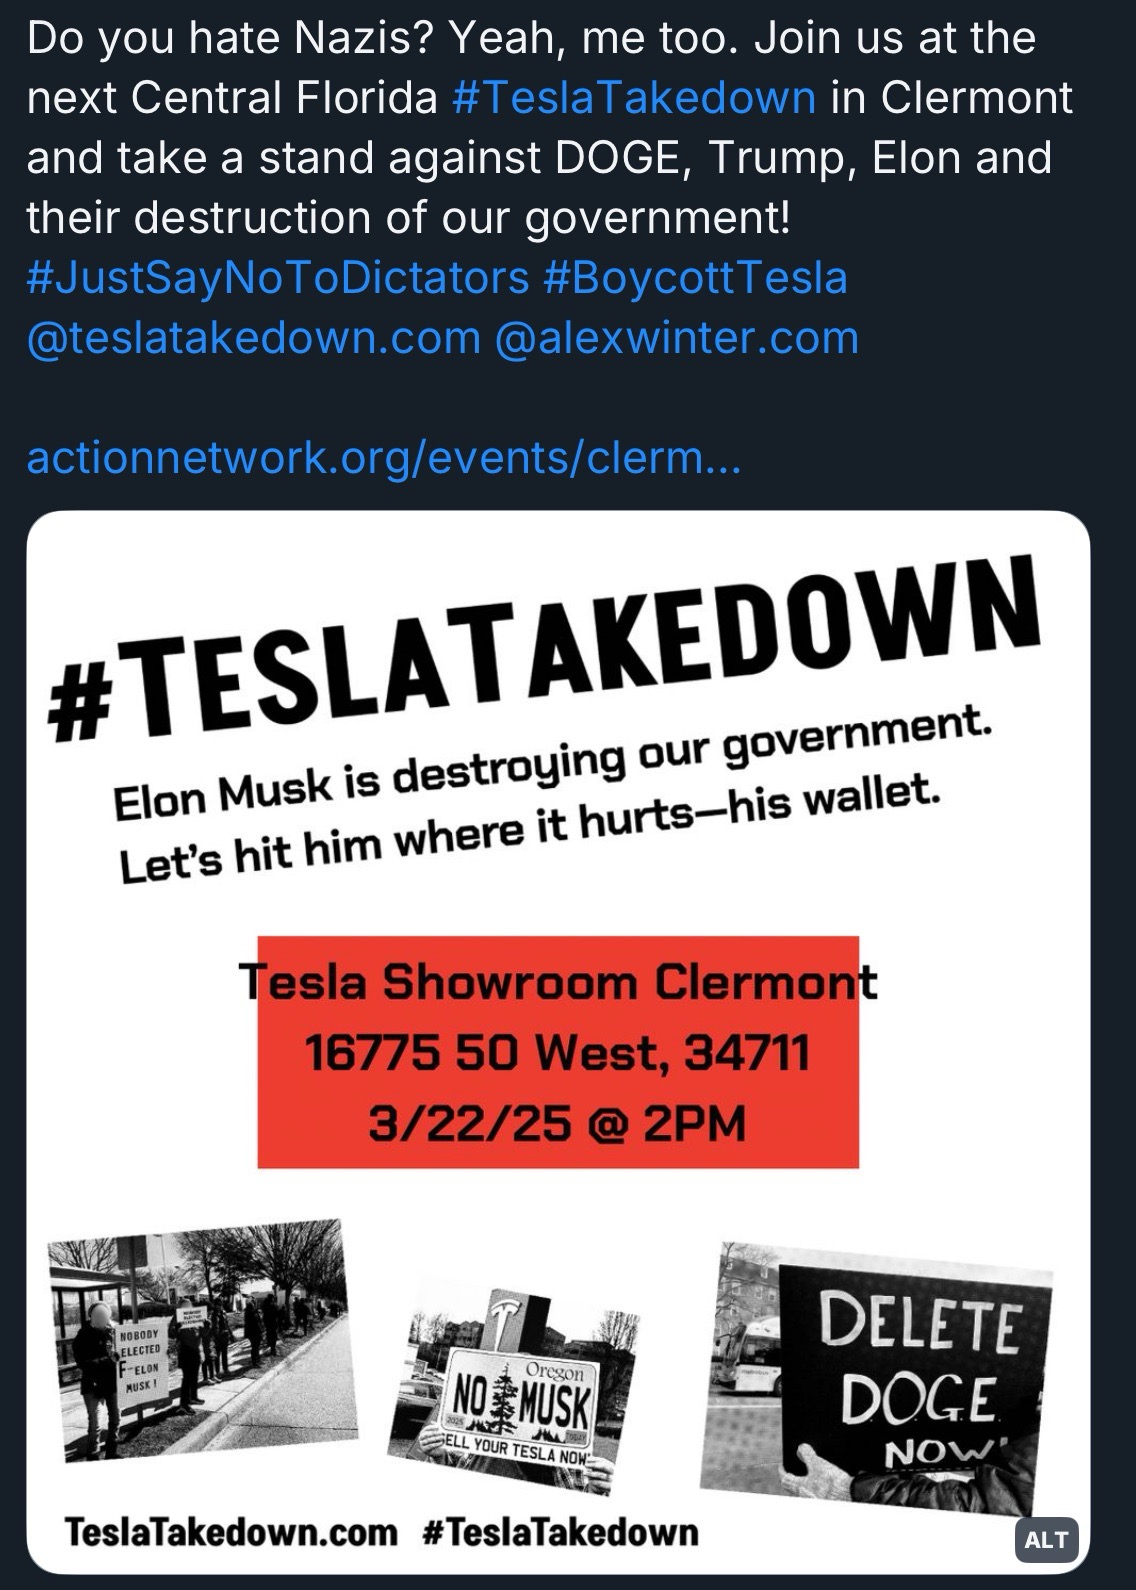 Do you hate Nazis? Yeah, me too. Join us at the
next Central Florida #TeslaTakedown in Clermont
and take a stand against DOGE, Trump, Elon and
their destruction of our government!
#JustSayNoToDictators #BoycottTesla
@teslatakedown.com @alexwinter.com
actionnetwork.org/events/clerm...
#TESLATAKEDOWN
Elon Musk is destroying our government.
Let's hit him where it hurts—his wallet.
Tesla Showroom Clermont
16775 50 West, 34711
3/22/25 @ 2PM
NOBODY
ELECTED
F-ELON
MUSK!
Oregon
NO MUSK
2025
ELL YOUR TESLA NOW
DELETE
DOGE
NOW
TeslaTakedown.com #TeslaTakedown
ALT